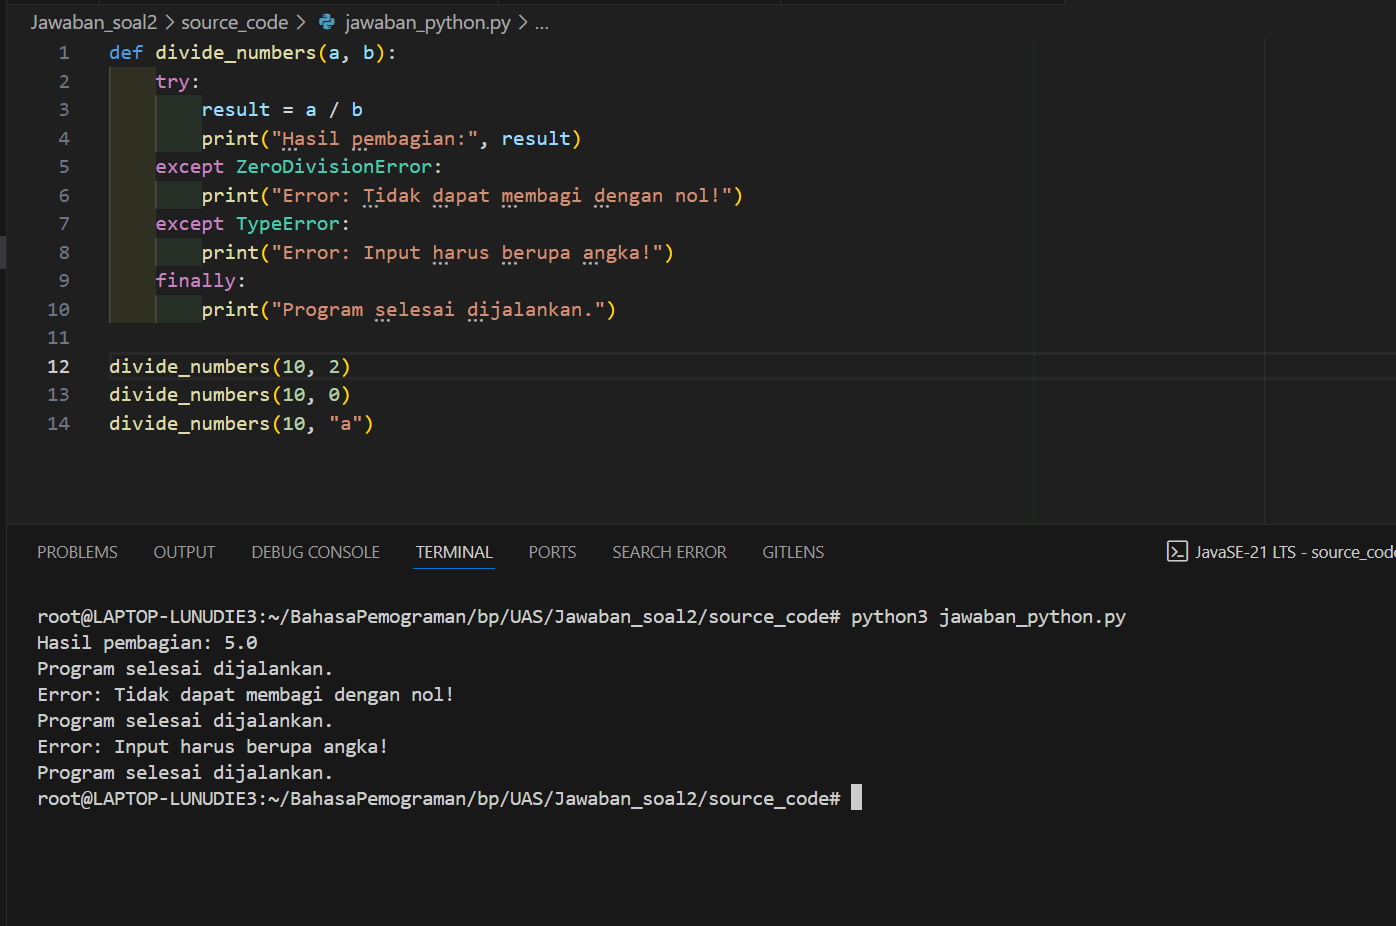 Jawaban_soal2 > source_code > jawaban_python.py > ...
1 def divide_numbers(a, b):
2     try:
3         result = a / b
4         print("Hasil pembagian:", result)
5     except ZeroDivisionError:
6         print("Error: Tidak dapat membagi dengan nol!")
7     except TypeError:
8         print("Error: Input harus berupa angka!")
9     finally:
10         print("Program selesai dijalankan.")
11
12 divide_numbers(10, 2)
13 divide_numbers(10, 0)
14 divide_numbers(10, "a")
PROBLEMS OUTPUT DEBUG CONSOLE TERMINAL PORTS SEARCH ERROR GITLENS JavaSE-21 LTS - source_code
root@LAPTOP-LUNUDIE3:~/BahasaPemograman/bp/UAS/Jawaban_soal2/source_code# python3 jawaban_python.py
Hasil pembagian: 5.0
Program selesai dijalankan.
Error: Tidak dapat membagi dengan nol!
Program selesai dijalankan.
Error: Input harus berupa angka!
Program selesai dijalankan.
root@LAPTOP-LUNUDIE3:~/BahasaPemograman/bp/UAS/Jawaban_soal2/source_code#